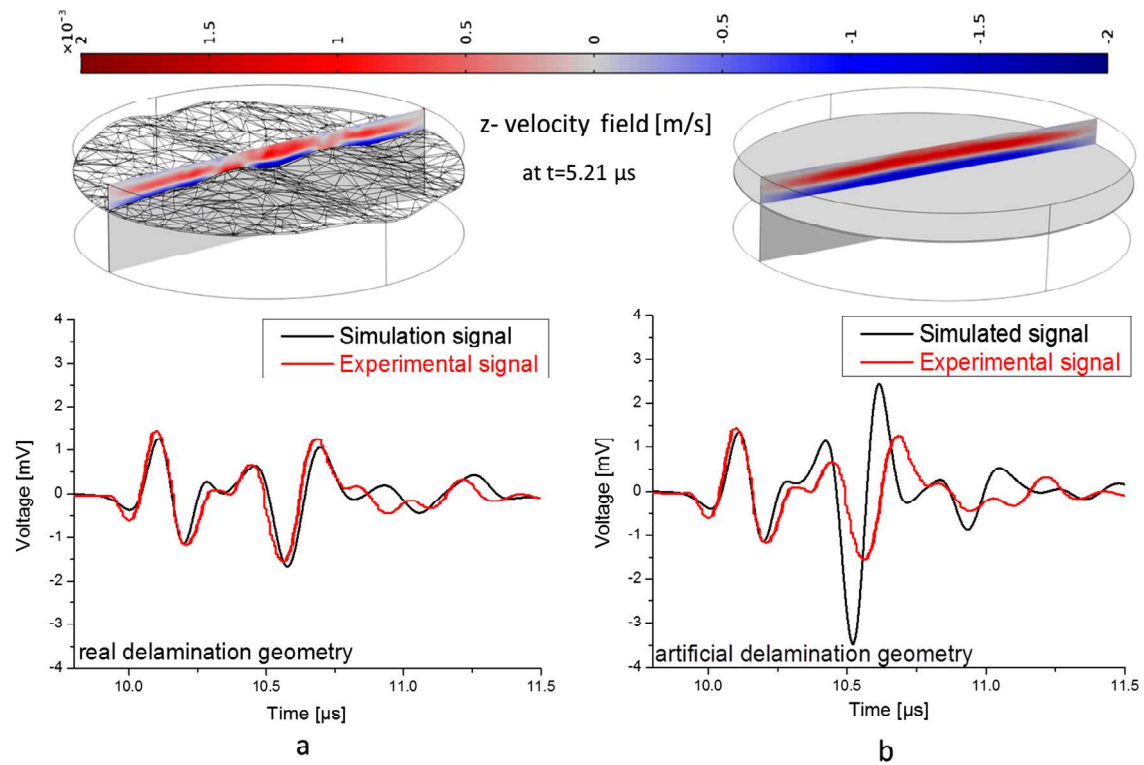 ×10⁻³
2 1.5 1 0.5 0 -0.5 -1 -1.5 -2
z- velocity field [m/s]
at t=5.21 µs
4
3
2
1
0
-1
-2
-3
-4
Voltage [mV]
Simulation signal
Experimental signal
real delamination geometry
10.0 10.5 11.0 11.5
Time [µs]
a
4
3
2
1
0
-1
-2
-3
-4
Voltage [mV]
Simulated signal
Experimental signal
artificial delamination geometry
10.0 10.5 11.0 11.5
Time [µs]
b